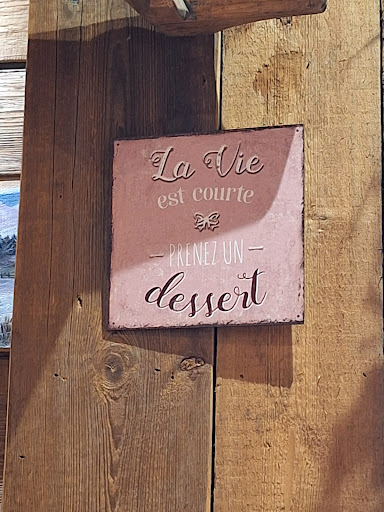 La Vie
est courte
— PRENEZ UN —
dessert